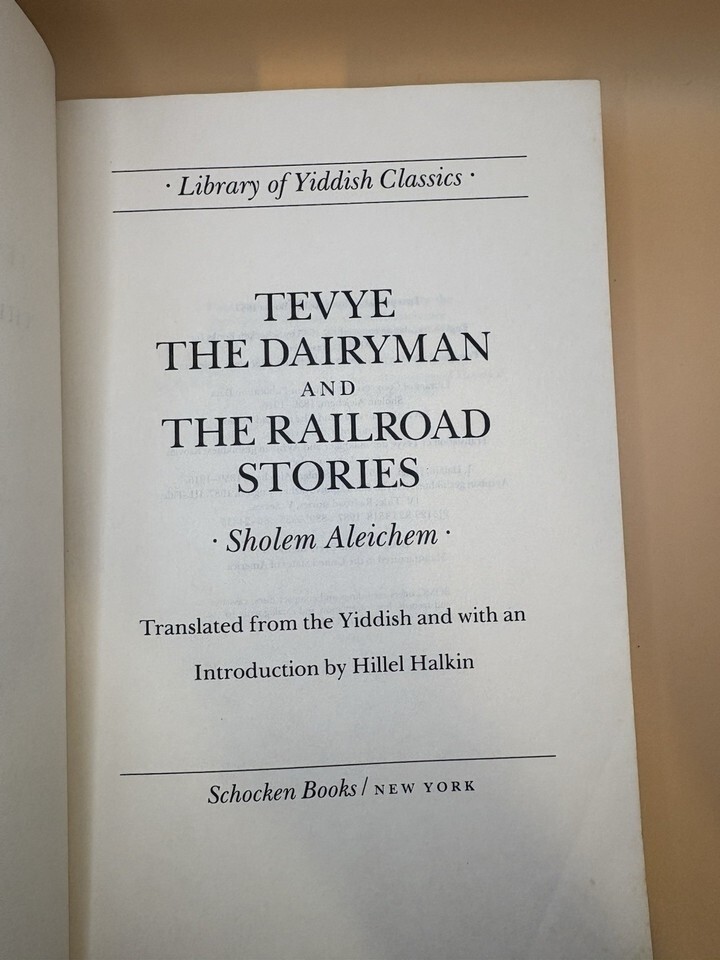 · Library of Yiddish Classics ·
TEVYE
THE DAIRYMAN
AND
THE RAILROAD
STORIES
· Sholem Aleichem ·
Translated from the Yiddish and with an
Introduction by Hillel Halkin
Schocken Books / NEW YORK